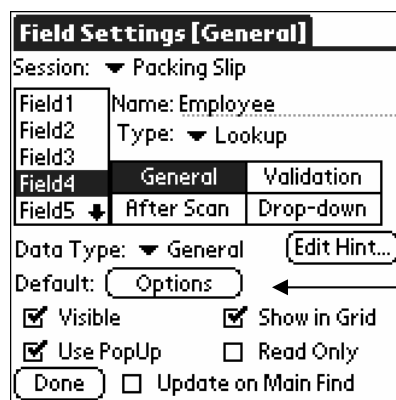 Field Settings [General]
Session: Packing Slip
Field1
Field2
Field3
Field4
Field5
Name: Employee
Type: Lookup
General Validation
After Scan Drop-down
Data Type: General Edit Hint...
Default: Options
Visible Show in Grid
Use PopUp Read Only
Done Update on Main Find